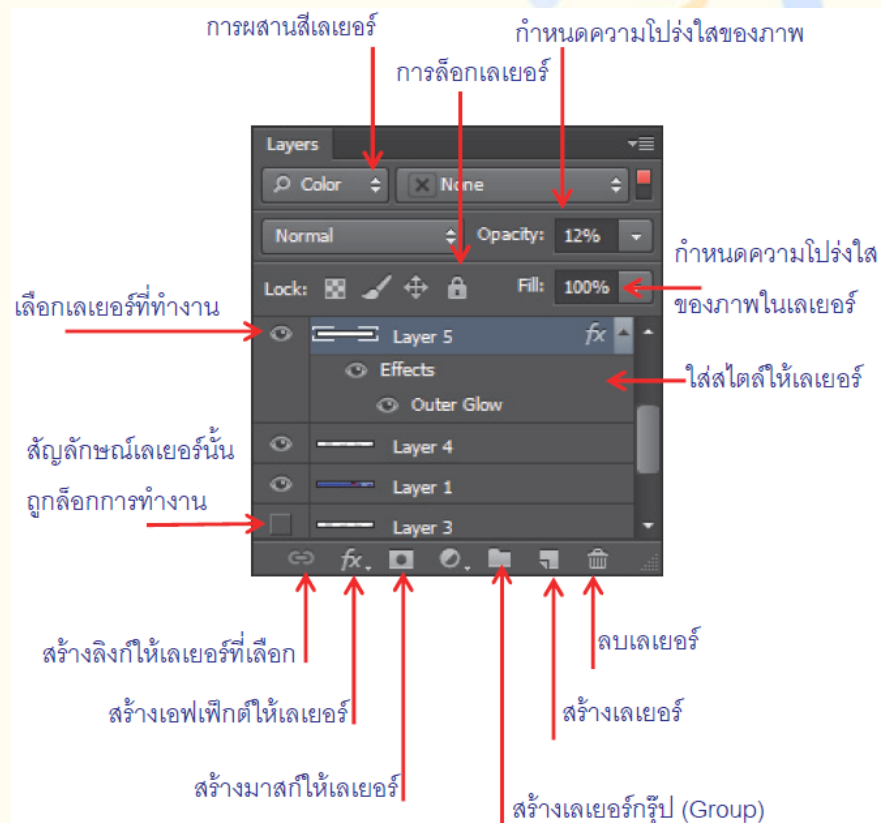 การผสานสีเลเยอร์
กำหนดความโปร่งใสของภาพ
การล็อกเลเยอร์
Layers
Color
None
Normal
Opacity: 12%
กำหนดความโปร่งใส
ของภาพในเลเยอร์
Lock:
Fill: 100%
เลือกเลเยอร์ที่ทำงาน
Layer 5
fx
Effects
ใส่สไตล์ให้เลเยอร์
Outer Glow
สัญลักษณ์เลเยอร์นั้น
ถูกล็อกการทำงาน
Layer 4
Layer 1
Layer 3
fx
สร้างลิงก์ให้เลเยอร์ที่เลือก
ลบเลเยอร์
สร้างเอฟเฟ็กต์ให้เลเยอร์
สร้างเลเยอร์
สร้างมาสก์ให้เลเยอร์
สร้างเลเยอร์กรุ๊ป (Group)